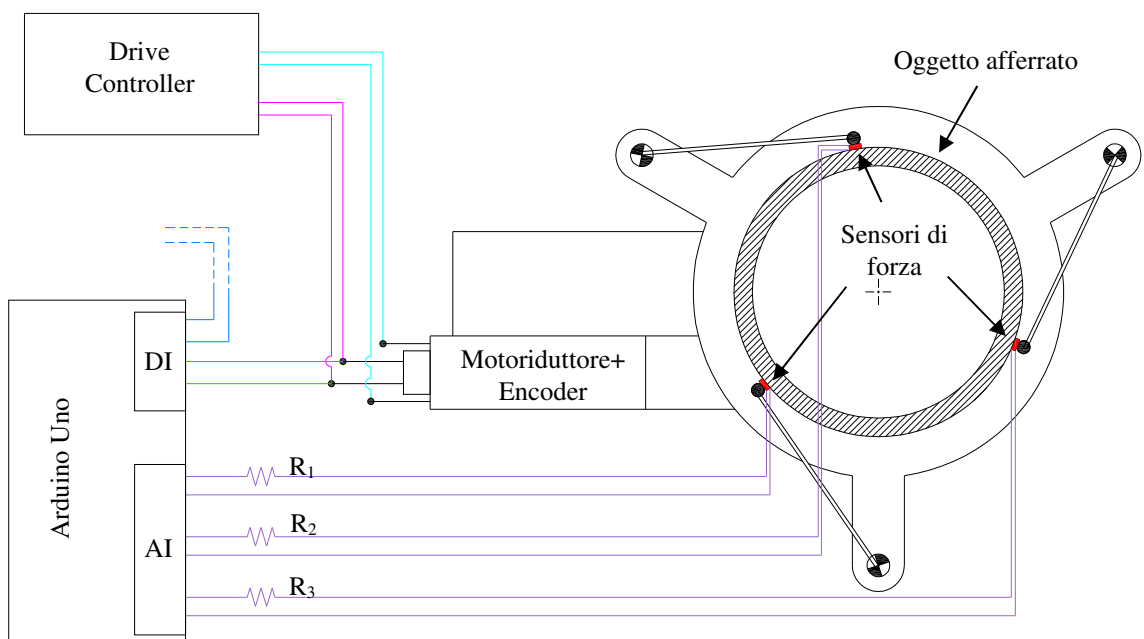 Drive
Controller
Oggetto afferrato
Sensori di
forza
DI
Motoriduttore+
Encoder
Arduino Uno
AI
R1
R2
R3